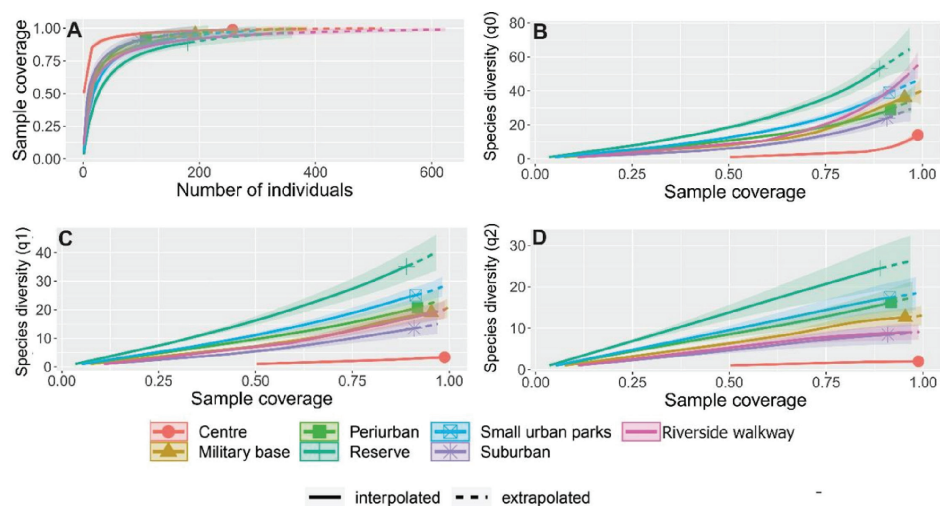 A
Sample coverage
1.00
0.75
0.50
0.25
0.00
0
200
400
600
Number of individuals
B
Species diversity (q0)
80
60
40
20
0
0.00
0.25
0.50
0.75
1.00
Sample coverage
C
Species diversity (q1)
40
30
20
10
0
0.00
0.25
0.50
0.75
1.00
Sample coverage
D
Species diversity (q2)
30
20
10
0
0.00
0.25
0.50
0.75
1.00
Sample coverage
Centre
Periurban
Small urban parks
Riverside walkway
Military base
Reserve
Suburban
interpolated
extrapolated